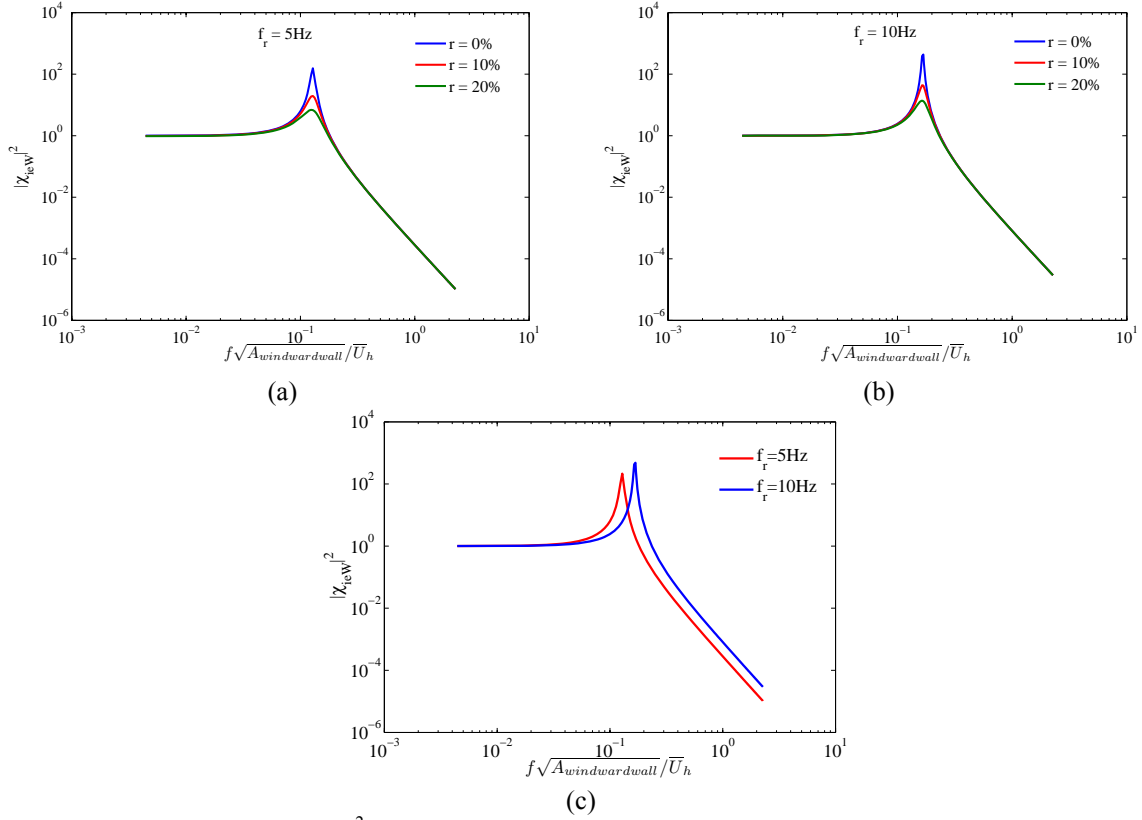 f_r = 5Hz
r = 0%
r = 10%
r = 20%
|χ_ieW|^2
10^4
10^2
10^0
10^-2
10^-4
10^-6
10^-3
10^-2
10^-1
10^0
10^1
f√A_windwardwall/U̅_h
(a)
f_r = 10Hz
r = 0%
r = 10%
r = 20%
|χ_ieW|^2
10^4
10^2
10^0
10^-2
10^-4
10^-6
10^-3
10^-2
10^-1
10^0
10^1
f√A_windwardwall/U̅_h
(b)
f_r=5Hz
f_r=10Hz
|χ_ieW|^2
10^4
10^2
10^0
10^-2
10^-4
10^-6
10^-3
10^-2
10^-1
10^0
10^1
f√A_windwardwall/U̅_h
(c)
2